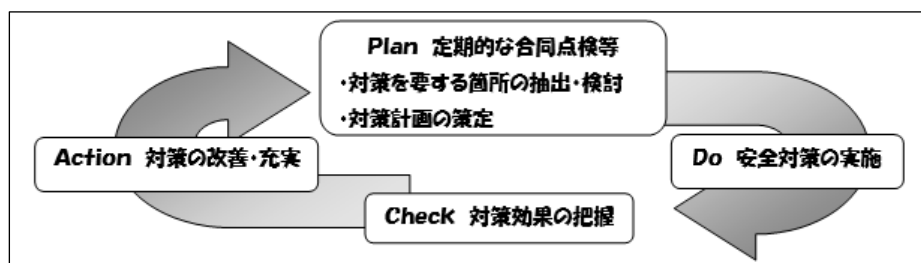 Plan 定期的な合同点検等
・対策を要する箇所の抽出・検討
・対策計画の策定
Do 安全対策の実施
Check 対策効果の把握
Action 対策の改善・充実